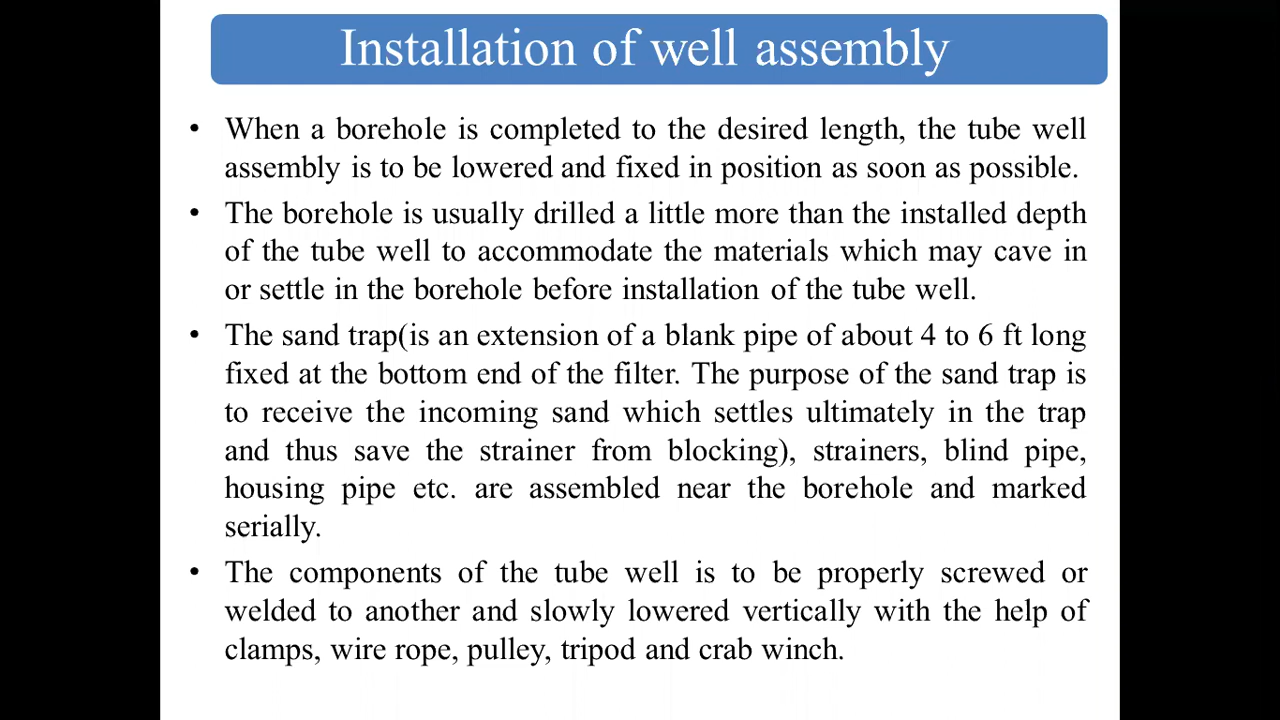 Installation of well assembly
• When a borehole is completed to the desired length, the tube well
assembly is to be lowered and fixed in position as soon as possible.
• The borehole is usually drilled a little more than the installed depth
of the tube well to accommodate the materials which may cave in
or settle in the borehole before installation of the tube well.
• The sand trap(is an extension of a blank pipe of about 4 to 6 ft long
fixed at the bottom end of the filter. The purpose of the sand trap is
to receive the incoming sand which settles ultimately in the trap
and thus save the strainer from blocking), strainers, blind pipe,
housing pipe etc. are assembled near the borehole and marked
serially.
• The components of the tube well is to be properly screwed or
welded to another and slowly lowered vertically with the help of
clamps, wire rope, pulley, tripod and crab winch.